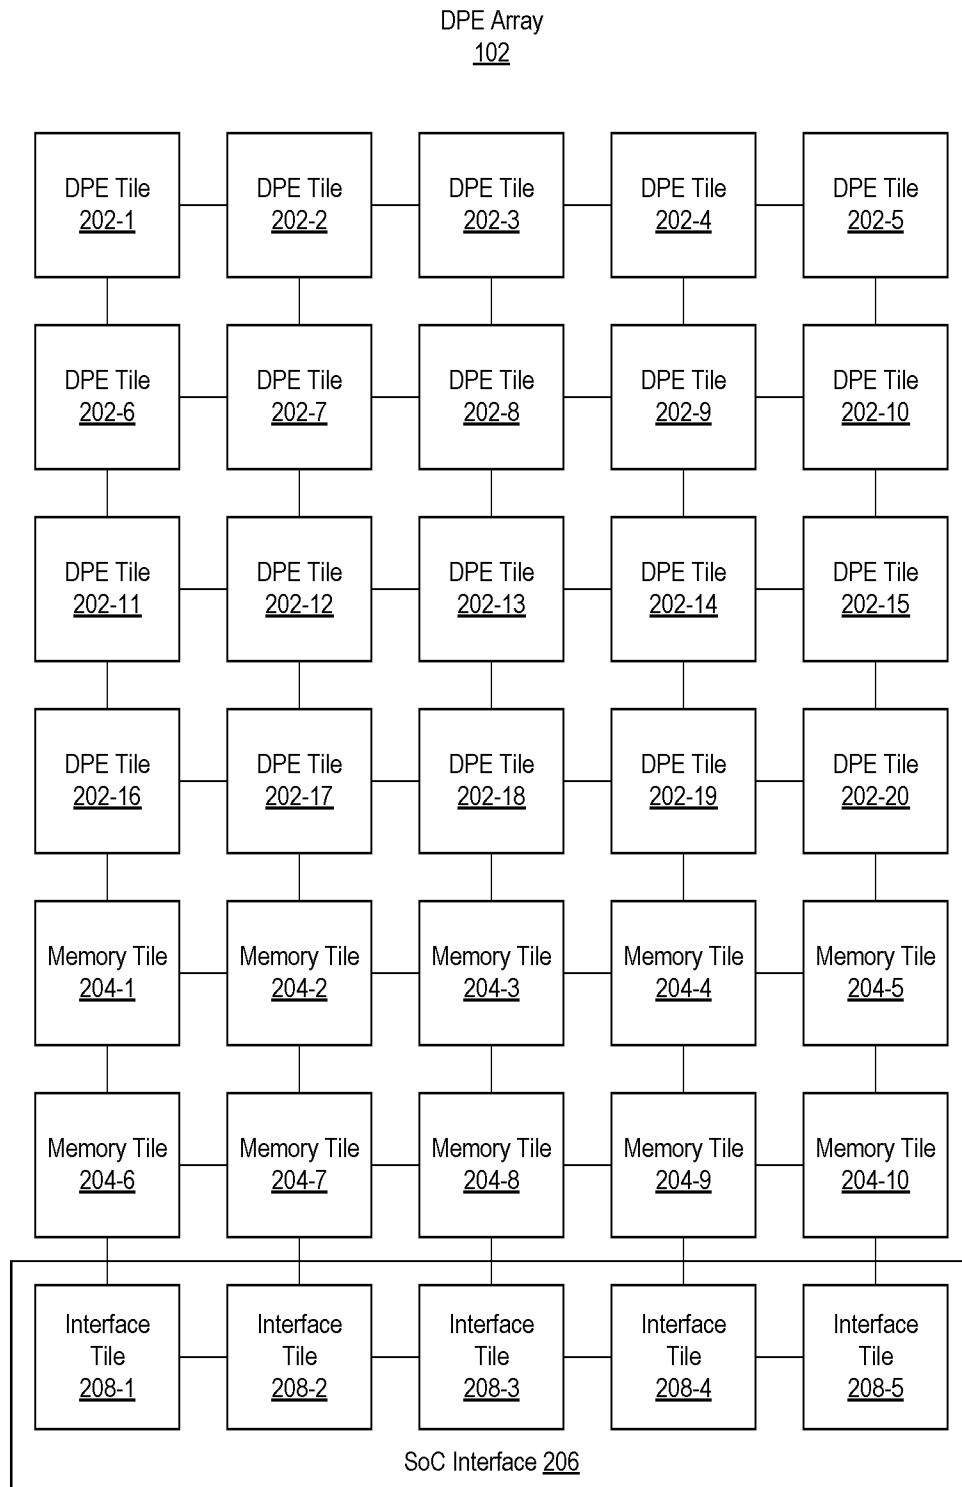 DPE Array
102
DPE Tile
202-1
DPE Tile
202-2
DPE Tile
202-3
DPE Tile
202-4
DPE Tile
202-5
DPE Tile
202-6
DPE Tile
202-7
DPE Tile
202-8
DPE Tile
202-9
DPE Tile
202-10
DPE Tile
202-11
DPE Tile
202-12
DPE Tile
202-13
DPE Tile
202-14
DPE Tile
202-15
DPE Tile
202-16
DPE Tile
202-17
DPE Tile
202-18
DPE Tile
202-19
DPE Tile
202-20
Memory Tile
204-1
Memory Tile
204-2
Memory Tile
204-3
Memory Tile
204-4
Memory Tile
204-5
Memory Tile
204-6
Memory Tile
204-7
Memory Tile
204-8
Memory Tile
204-9
Memory Tile
204-10
Interface
Tile
208-1
Interface
Tile
208-2
Interface
Tile
208-3
Interface
Tile
208-4
Interface
Tile
208-5
SoC Interface 206